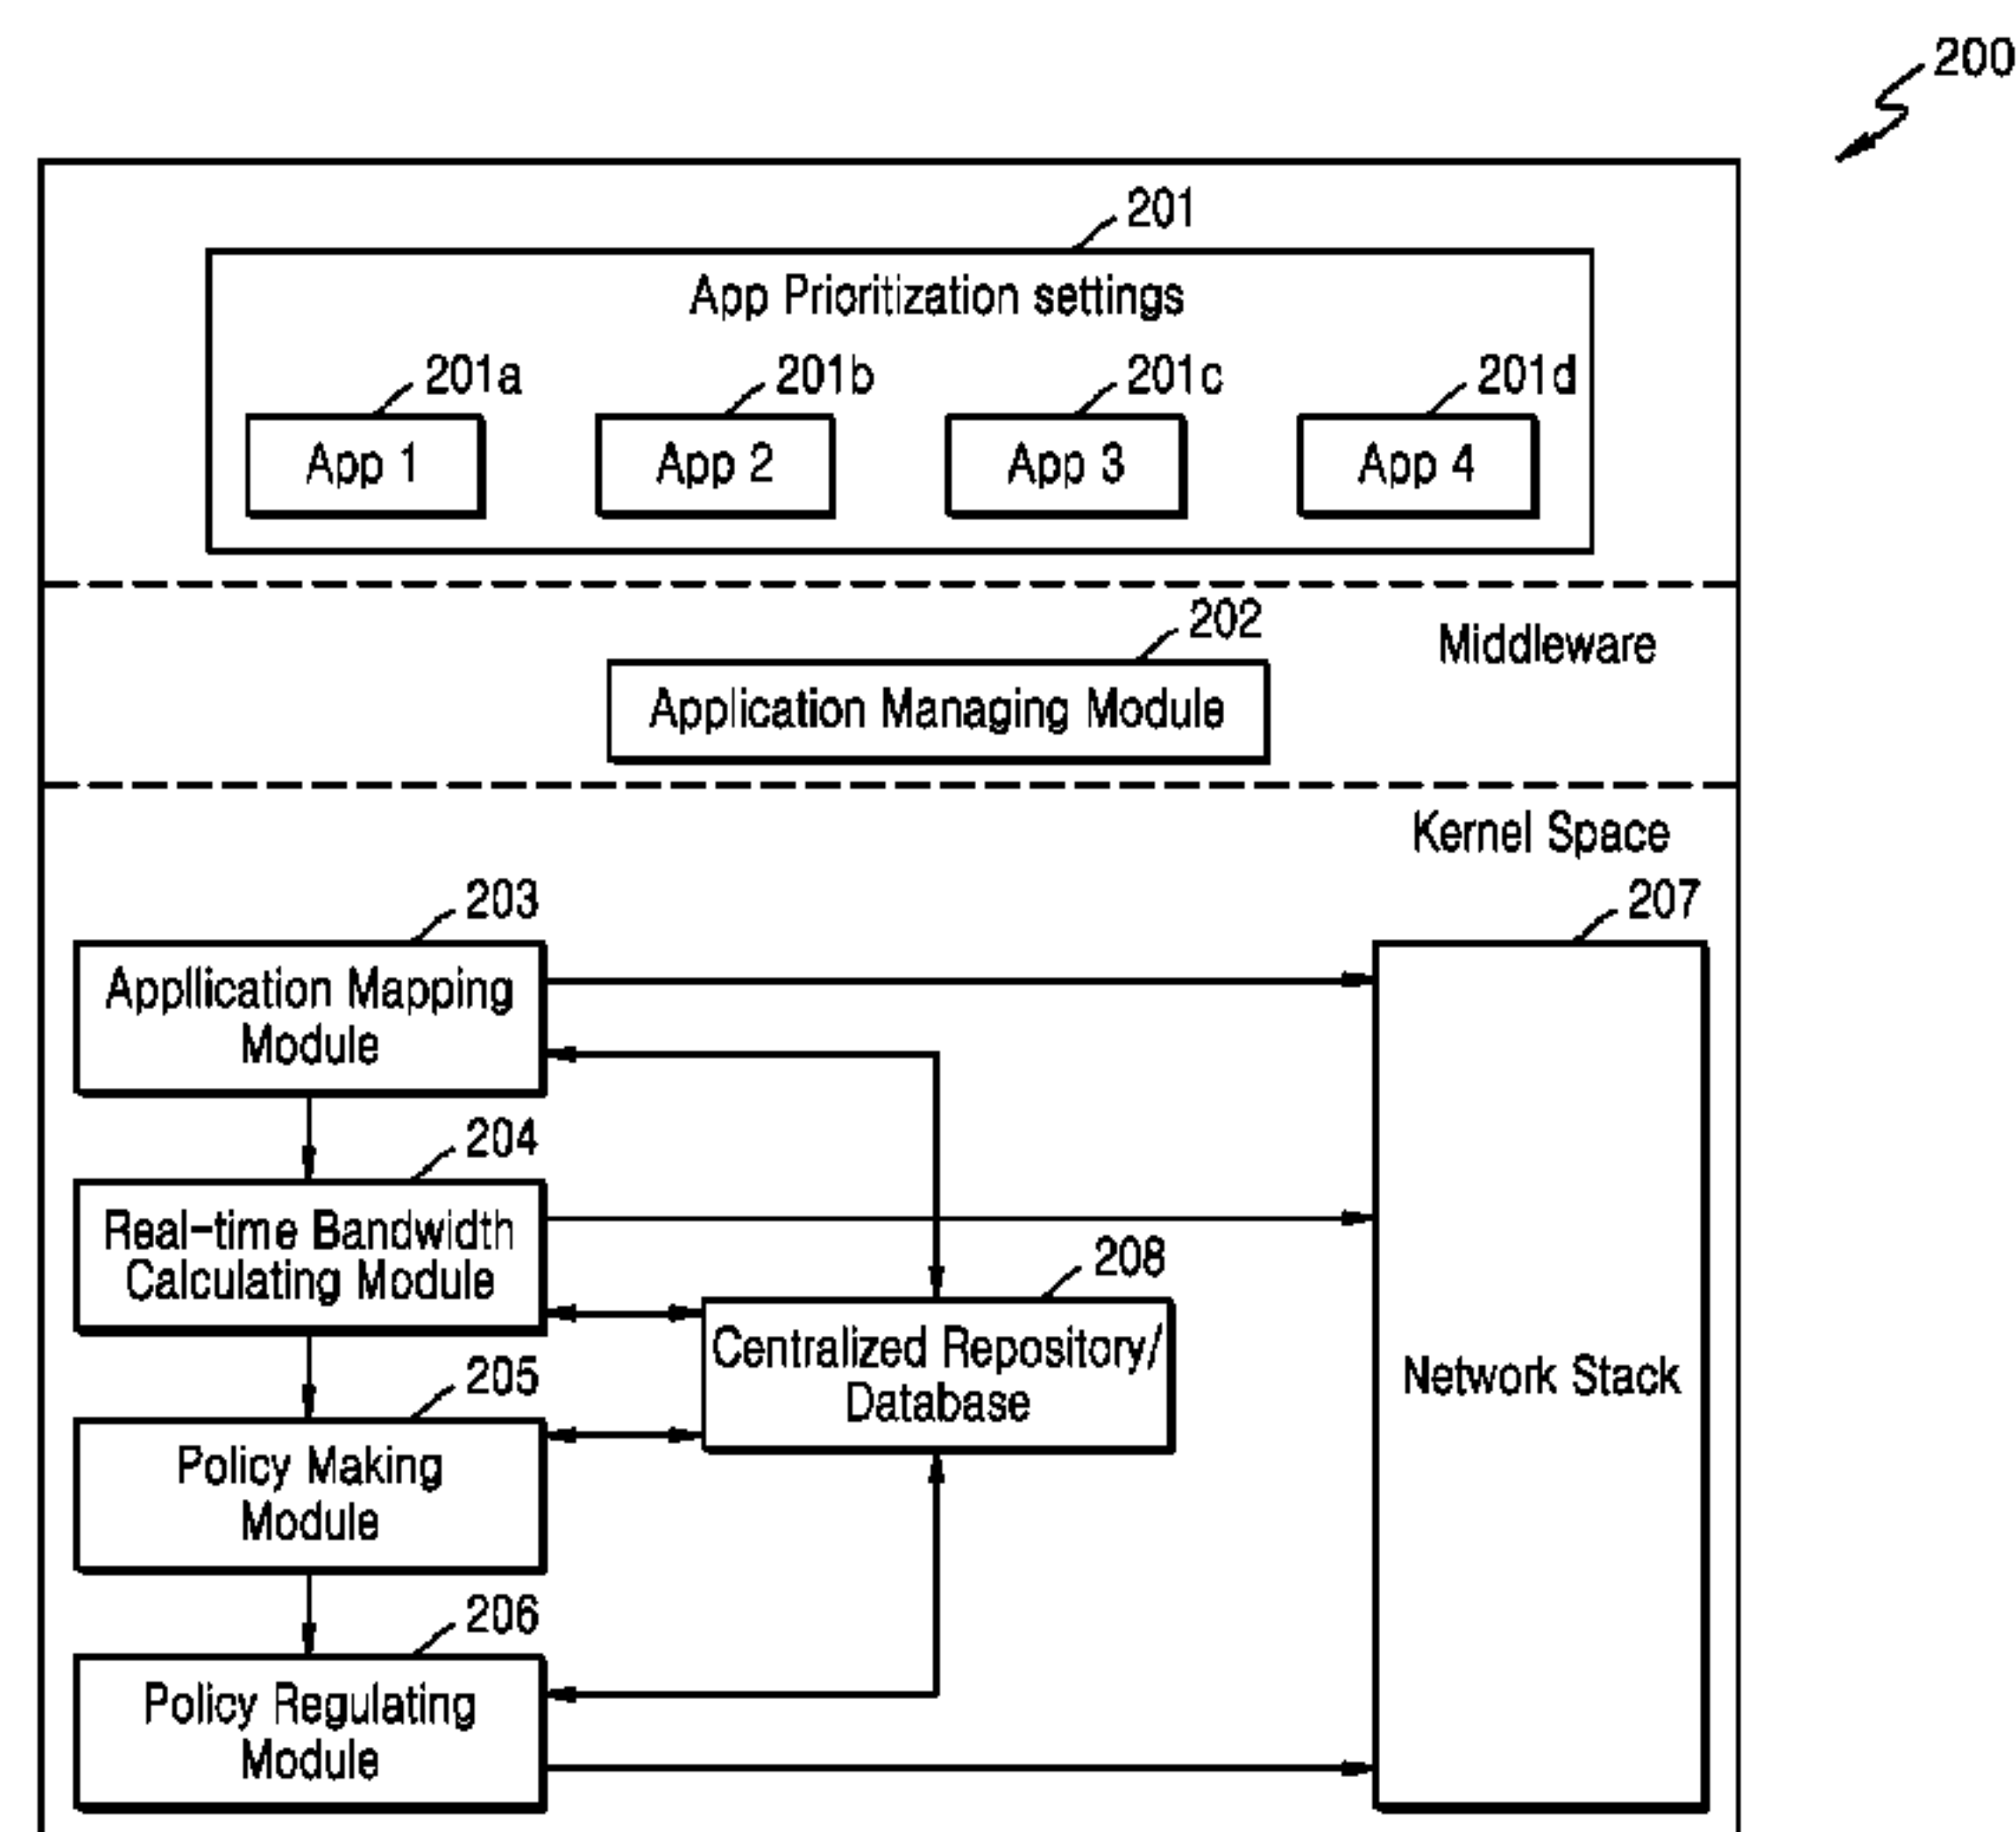 200
201
App Prioritization settings
201a
201b
201c
201d
App 1
App 2
App 3
App 4
202
Middleware
Application Managing Module
Kernel Space
203
207
Appllication Mapping
Module
204
Real-time Bandwidth
Calculating Module
208
Centralized Repository/
Database
Network Stack
205
Policy Making
Module
206
Policy Regulating
Module